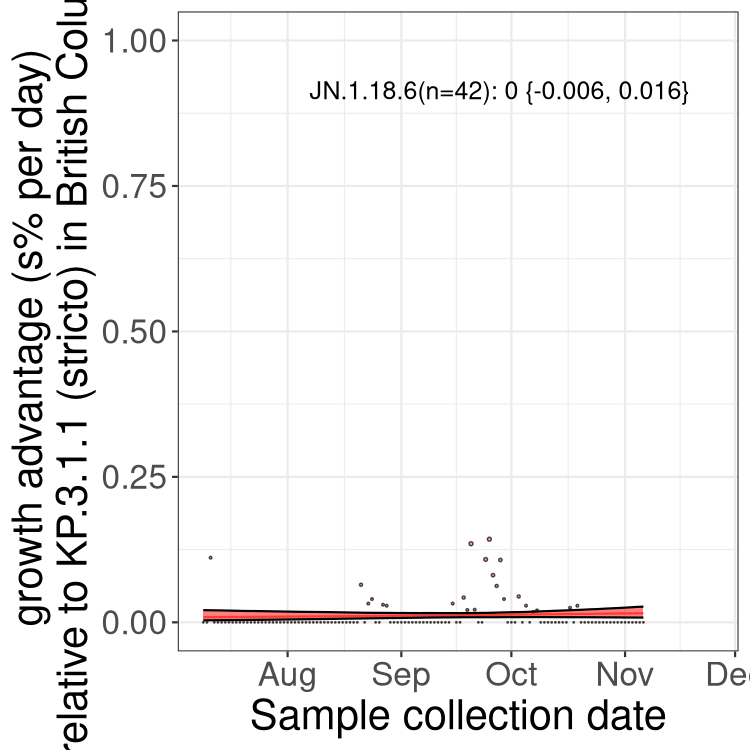 growth advantage (s% per day)
relative to KP.3.1.1 (stricto) in British Colu
1.00
0.75
0.50
0.25
0.00
JN.1.18.6(n=42): 0 {-0.006, 0.016}
Aug Sep Oct Nov De
Sample collection date